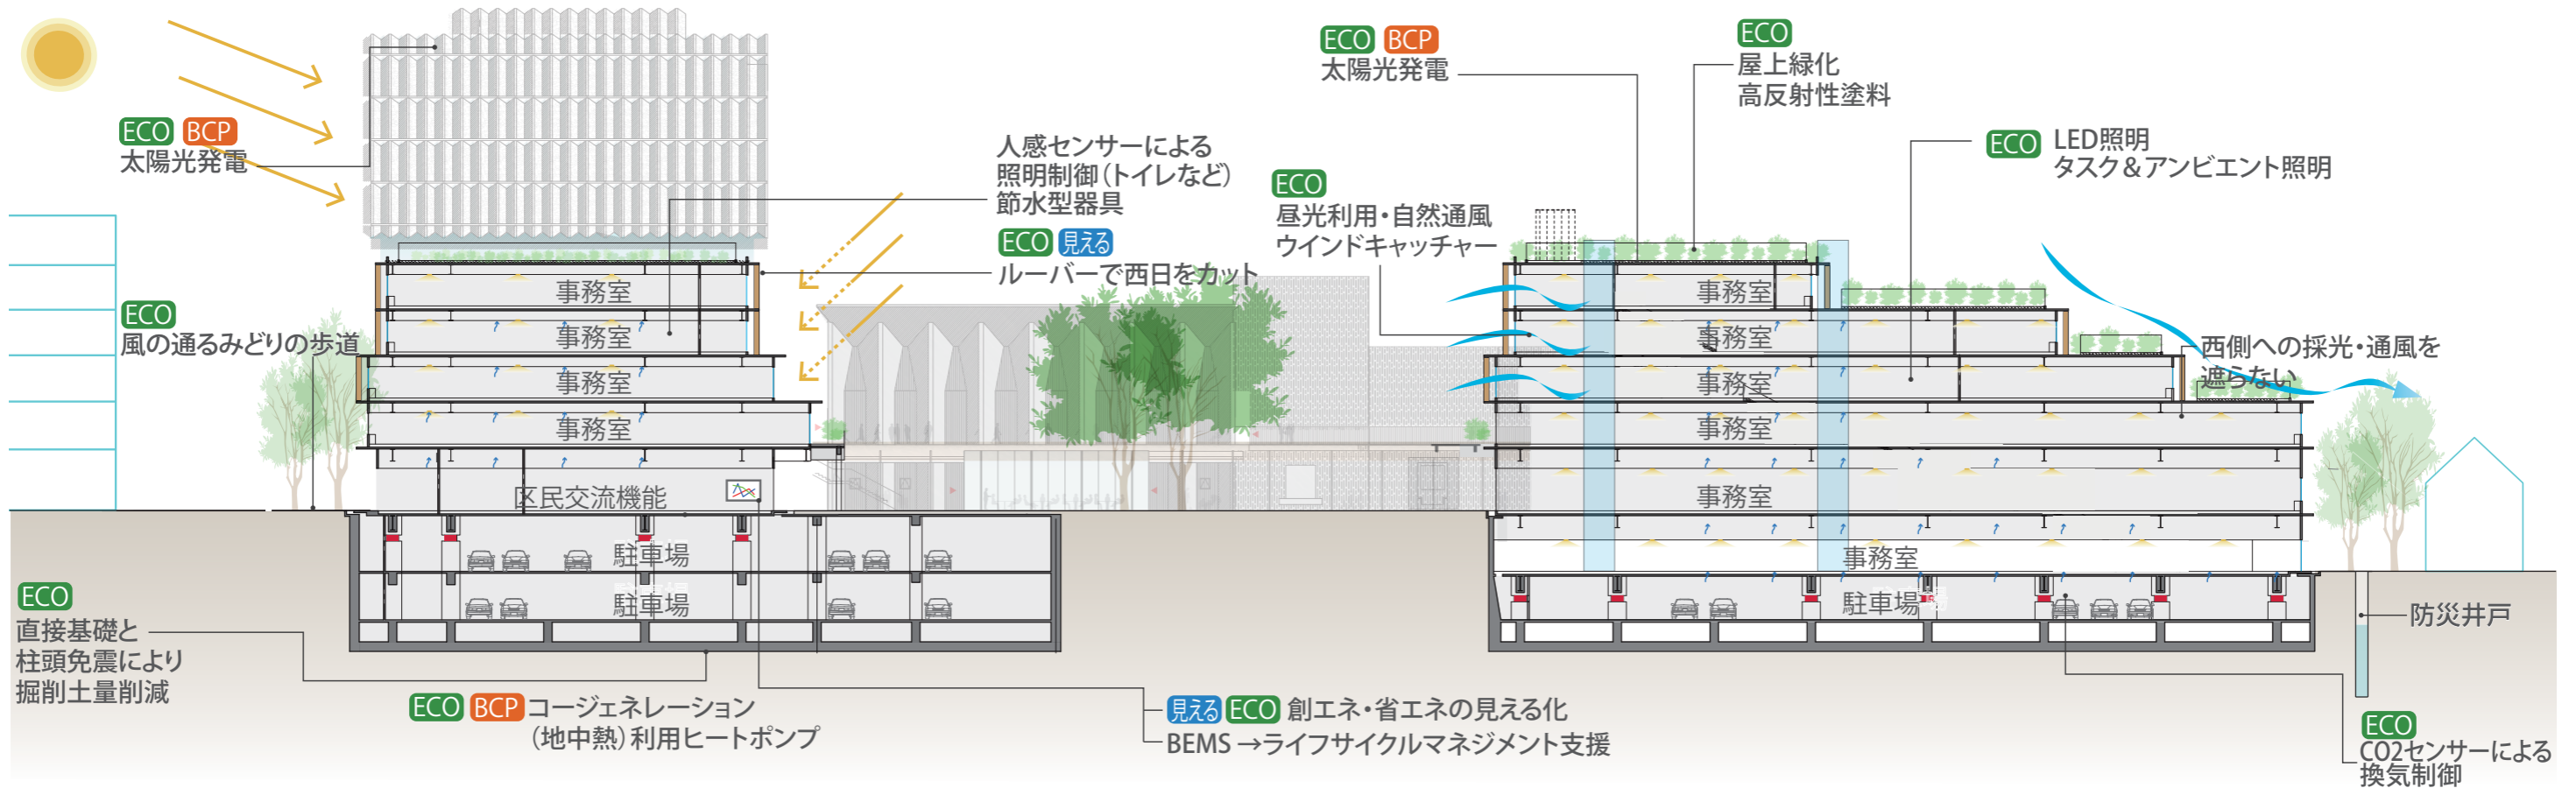 ECO BCP
太陽光発電
ECO
風の通るみどりの歩道
人感センサーによる
照明制御（トイレなど）
節水型器具
ECO 見える
ルーバーで西日をカット
事務室
事務室
事務室
事務室
区民交流機能
駐車場
駐車場
ECO
直接基礎と
柱頭免震により
掘削土量削減
ECO BCP コージェネレーション
（地中熱）利用ヒートポンプ
見える ECO 創エネ・省エネの見える化
BEMS →ライフサイクルマネジメント支援
ECO BCP
太陽光発電
ECO
屋上緑化
高反射性塗料
ECO LED照明
タスク＆アンビエント照明
ECO
昼光利用・自然通風
ウインドキャッチャー
西側への採光・通風を
遮らない
事務室
事務室
事務室
事務室
事務室
事務室
駐車場
防災井戸
ECO
CO2センサーによる
換気制御